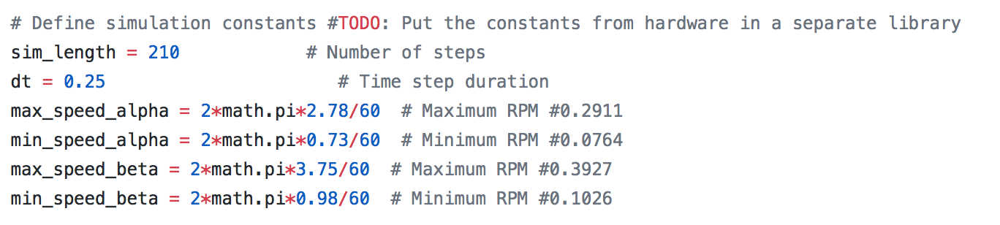 # Define simulation constants #TODO: Put the constants from hardware in a separate library
sim_length = 210            # Number of steps
dt = 0.25                      # Time step duration
max_speed_alpha = 2*math.pi*2.78/60  # Maximum RPM #0.2911
min_speed_alpha = 2*math.pi*0.73/60  # Minimum RPM #0.0764
max_speed_beta = 2*math.pi*3.75/60  # Maximum RPM #0.3927
min_speed_beta = 2*math.pi*0.98/60  # Minimum RPM #0.1026